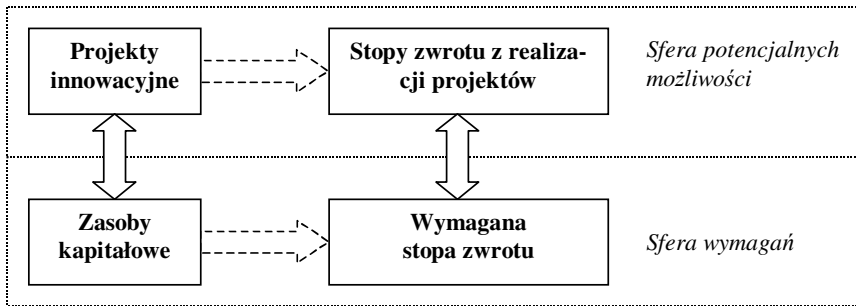 Projekty
innowacyjne
Stopy zwrotu z realiza-
cji projektów
Sfera potencjalnych
możliwości
Zasoby
kapitałowe
Wymagana
stopa zwrotu
Sfera wymagań